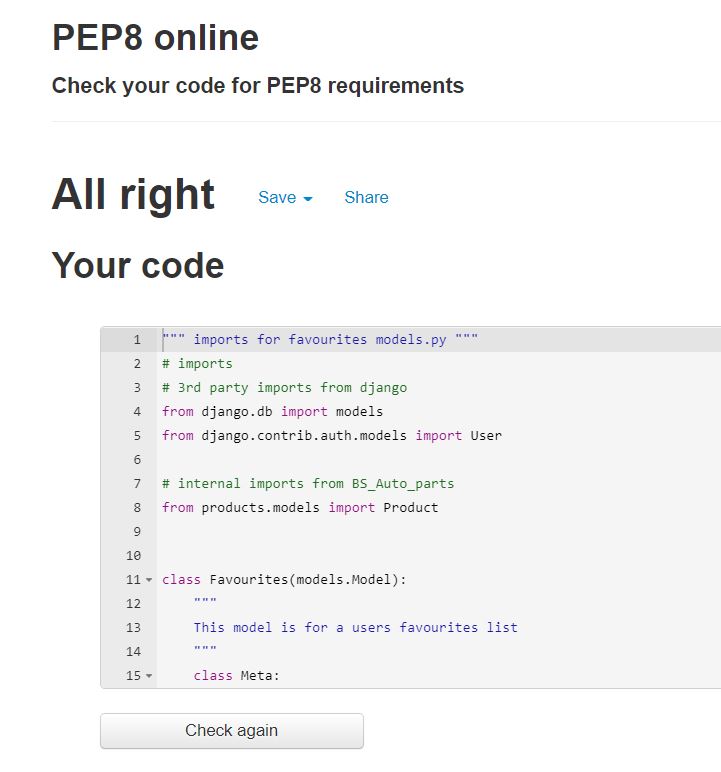 PEP8 online
Check your code for PEP8 requirements
All right Save Share
Your code
1 """ imports for favourites models.py """
2 # imports
3 # 3rd party imports from django
4 from django.db import models
5 from django.contrib.auth.models import User
6
7 # internal imports from BS_Auto_parts
8 from products.models import Product
9
10
11 class Favourites(models.Model):
12     """
13     This model is for a users favourites list
14     """
15     class Meta:
Check again